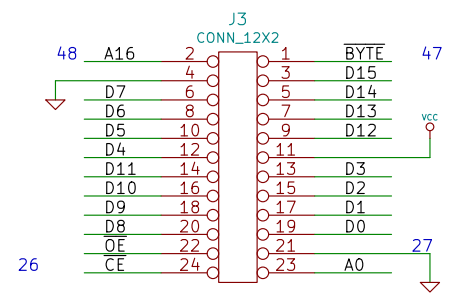 J3
CONN_12X2
48 A16 2 1 BYTE 47
4 3 D15
D7 6 5 D14
D6 8 7 D13
D5 10 9 D12
VCC
D4 12 11
D11 14 13 D3
D10 16 15 D2
D9 18 17 D1
D8 20 19 D0
OE 22 21 27
26 CE 24 23 A0